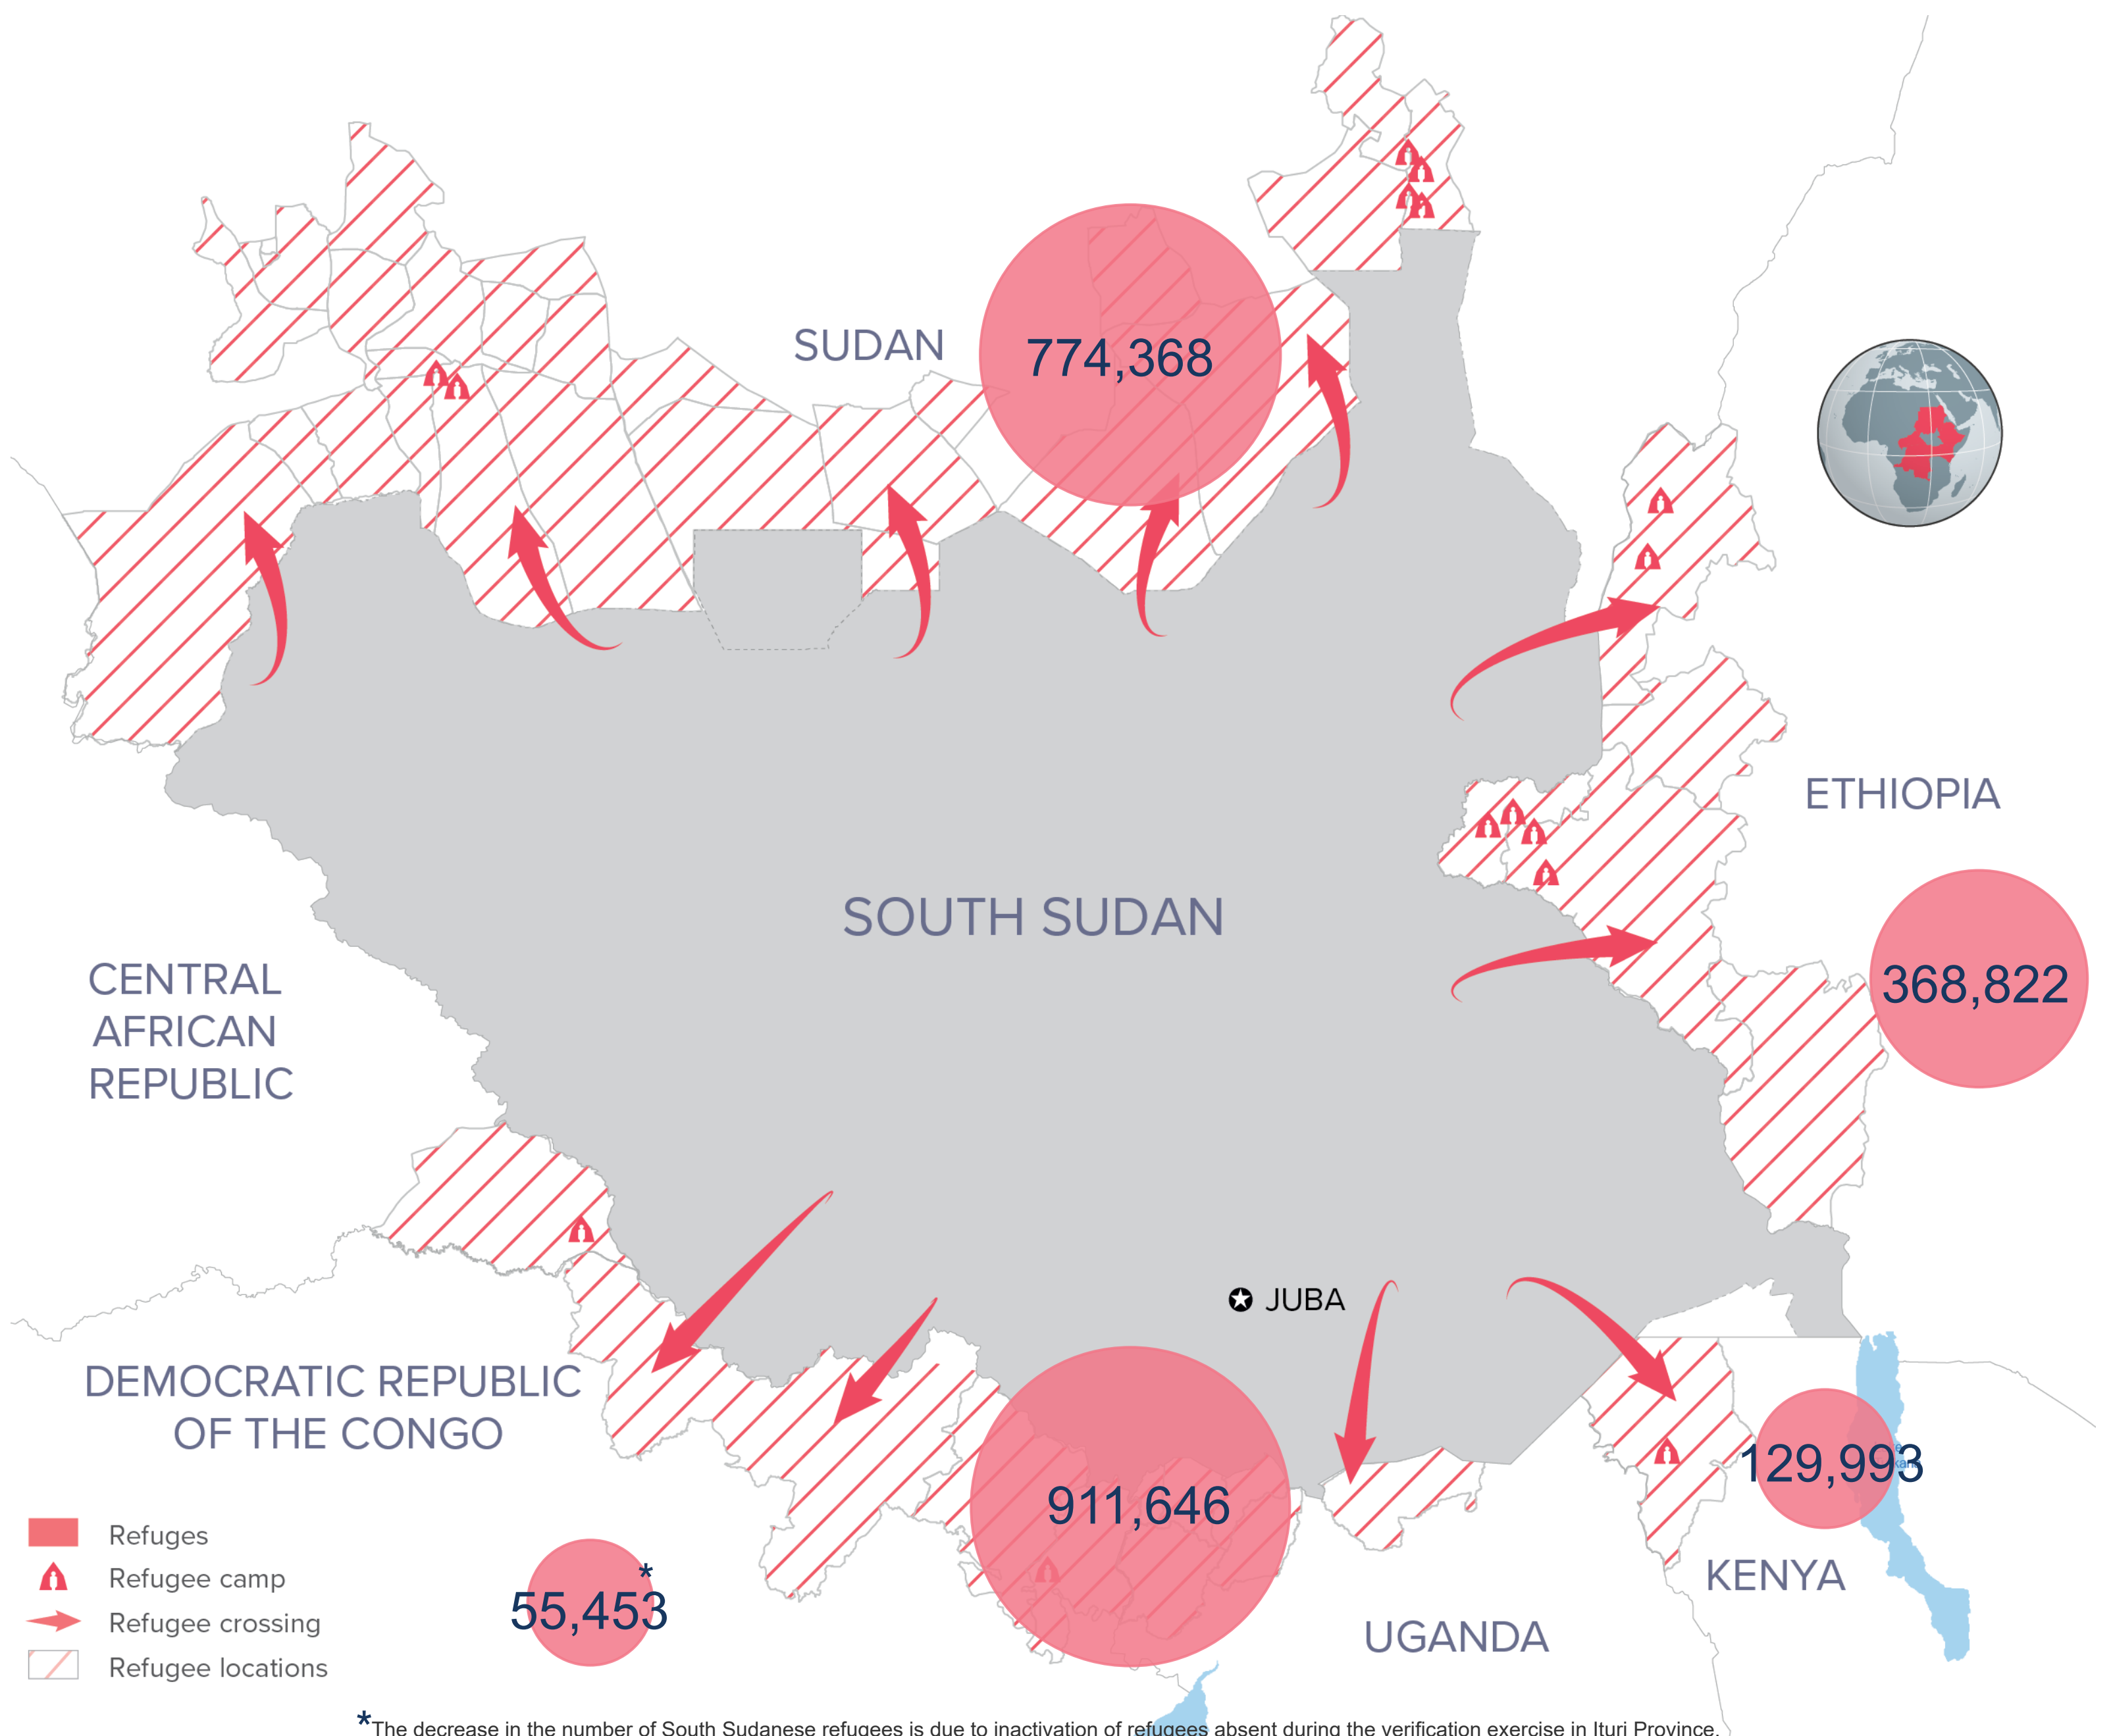 SUDAN
774,368
ETHIOPIA
SOUTH SUDAN
368,822
CENTRAL
AFRICAN
REPUBLIC
JUBA
DEMOCRATIC REPUBLIC
OF THE CONGO
129,993
911,646
Refuges
Refugee camp
Refugee crossing
Refugee locations
*
55,453
KENYA
UGANDA
*The decrease in the number of South Sudanese refugees is due to inactivation of refugees absent during the verification exercise in Ituri Province.